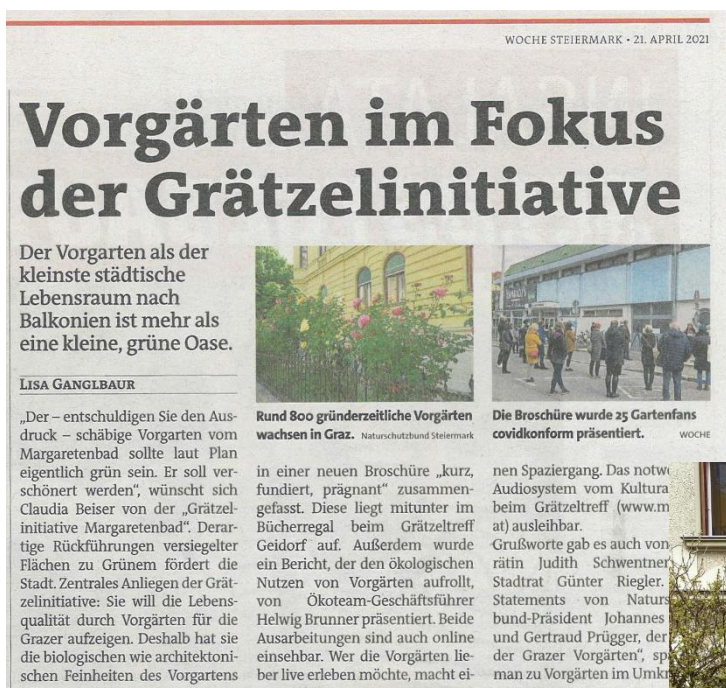 WOCHE STEIERMARK • 21. APRIL 2021
Vorgärten im Fokus
der Grätzelinitiative
Der Vorgarten als der
kleinste städtische
Lebensraum nach
Balkonien ist mehr als
eine kleine, grüne Oase.
LISA GANGLBAUR
„Der – entschuldigen Sie den Aus-
druck – schäbige Vorgarten vom
Margaretenbad sollte laut Plan
eigentlich grün sein. Er soll ver-
schönert werden“, wünscht sich
Claudia Beiser von der „Grätzel-
initiative Margaretenbad“. Derar-
tige Rückführungen versiegelter
Flächen zu Grünem fördert die
Stadt. Zentrales Anliegen der Grät-
zelinitiative: Sie will die Lebens-
qualität durch Vorgärten für die
Grazer aufzeigen. Deshalb hat sie
die biologischen wie architektoni-
schen Feinheiten des Vorgartens
Rund 800 gründerzeitliche Vorgärten
wachsen in Graz. Naturschutzbund Steiermark
in einer neuen Broschüre „kurz,
fundiert, prägnant“ zusammen-
gefasst. Diese liegt mitunter im
Bücherregal beim Grätzeltreff
Geidorf auf. Außerdem wurde
ein Bericht, der den ökologischen
Nutzen von Vorgärten aufrollt,
von Ökoteam-Geschäftsführer
Helwig Brunner präsentiert. Beide
Ausarbeitungen sind auch online
einsehbar. Wer die Vorgärten lie-
ber live erleben möchte, macht ei-
Die Broschüre wurde 25 Gartenfans
covidkonform präsentiert. WOCHE
nen Spaziergang. Das notw
Audiosystem vom Kultura
beim Grätzeltreff (www.m
at) ausleihbar.
Grußworte gab es auch von
rätin Judith Schwentner
Stadtrat Günter Riegler.
Statements von Naturs
bund-Präsident Johannes
und Gertraud Prügger, der
der Grazer Vorgärten“, sp
man zu Vorgärten im Umkr